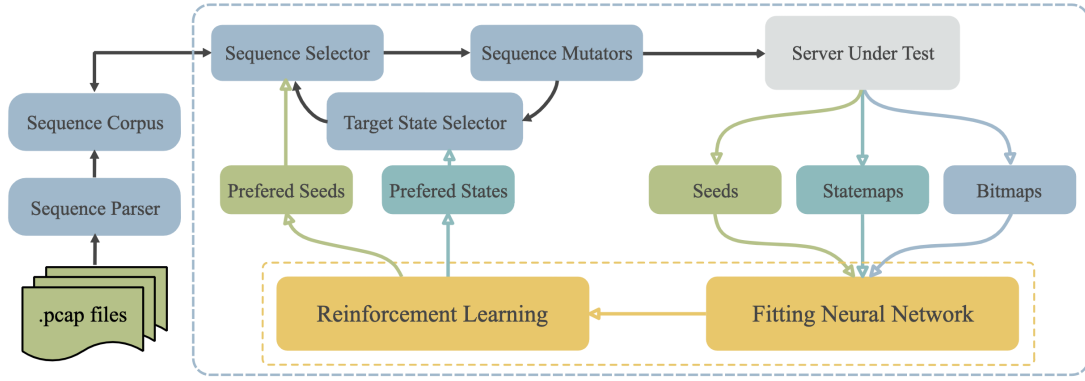 Sequence Selector
Sequence Mutators
Server Under Test
Sequence Corpus
Target State Selector
Sequence Parser
Prefered Seeds
Prefered States
Seeds
Statemaps
Bitmaps
.pcap files
Reinforcement Learning
Fitting Neural Network